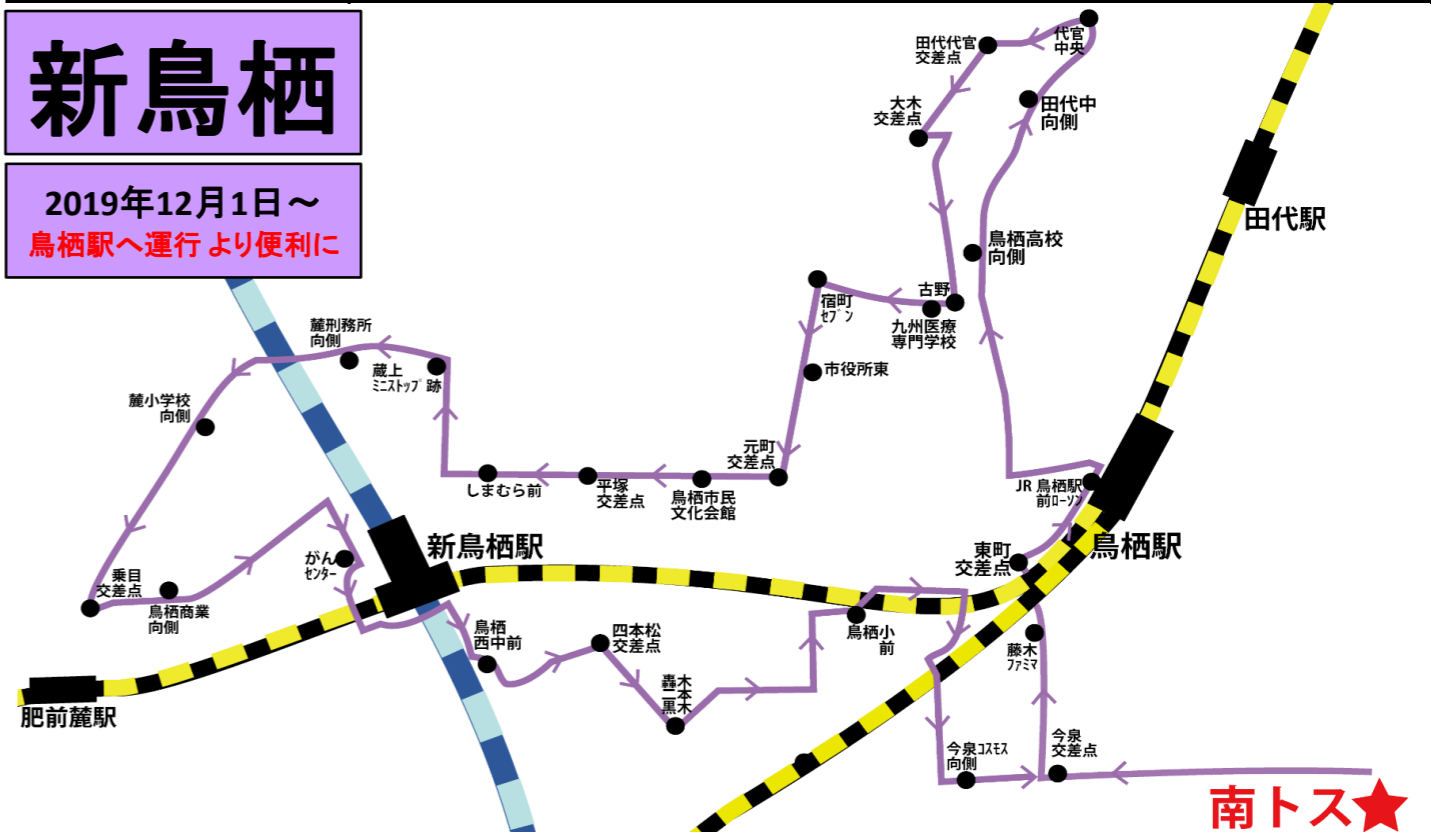 新鳥栖
2019年12月1日～
鳥栖駅へ運行 より便利に
田代代官
交差点
代官
中央
大木
交差点
田代中
向側
田代駅
鳥栖高校
向側
古野
九州医療
専門学校
宿町
ｾﾌﾞﾝ
市役所東
麓刑務所
向側
蔵上
ﾐﾆｽﾄｯﾌﾟ跡
麓小学校
向側
元町
交差点
しまむら前
平塚
交差点
鳥栖市民
文化会館
JR 鳥栖駅
前ﾛｰｿﾝ
鳥栖駅
東町
交差点
新鳥栖駅
がん
ｾﾝﾀｰ
乗目
交差点
鳥栖商業
向側
鳥栖
西中前
四本松
交差点
鳥栖小
前
藤木
ﾌｧﾐﾏ
轟木
二本
黒木
肥前麓駅
今泉ｺｽﾓｽ
向側
今泉
交差点
南トス★